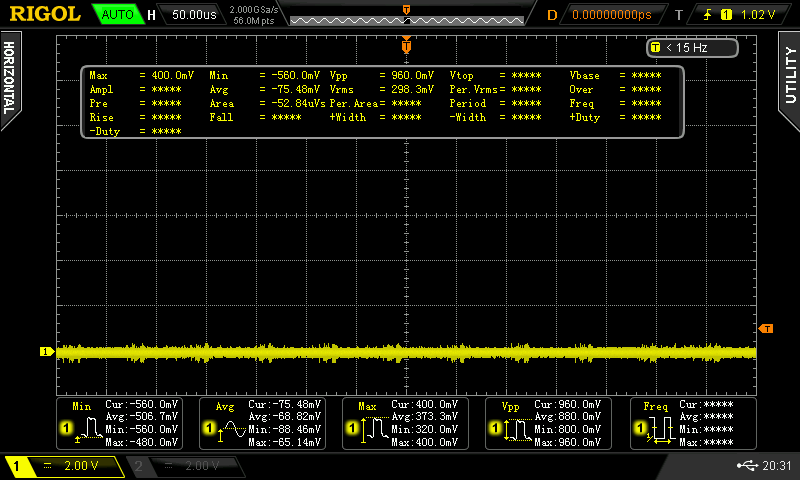 RIGOL AUTO H 50.00us 2.000GSa/s D 0.00000000ps T 1 1.02 V
56.0M pts
T
HORIZONTAL
T
T < 15 Hz
UTILITY
Max = 400.0mV Min = -560.0mV Vpp = 960.0mV Vtop = ***** Vbase = *****
Ampl = ***** Avg = -75.48mV Vrms = 298.3mV Per.Vrms= ***** Over = *****
Pre = ***** Area = -52.84uVs Per.Area= ***** Period = ***** Freq = *****
Rise = ***** Fall = ***** +Width = ***** -Width = ***** +Duty = *****
-Duty = *****
T
1
Min Cur:-560.0mV Avg Cur:-75.48mV Max Cur:400.0mV Vpp Cur:960.0mV Freq Cur:*****
Avg:-506.7mV Avg:-68.82mV Avg:373.3mV Avg:880.0mV Avg:*****
1 Min:-560.0mV 1 Min:-88.46mV 1 Min:320.0mV 1 Min:800.0mV 1 Min:*****
Max:-480.0mV Max:-65.14mV Max:400.0mV Max:960.0mV Max:*****
1 = 2.00 V 2 = 2.00 V 20:31